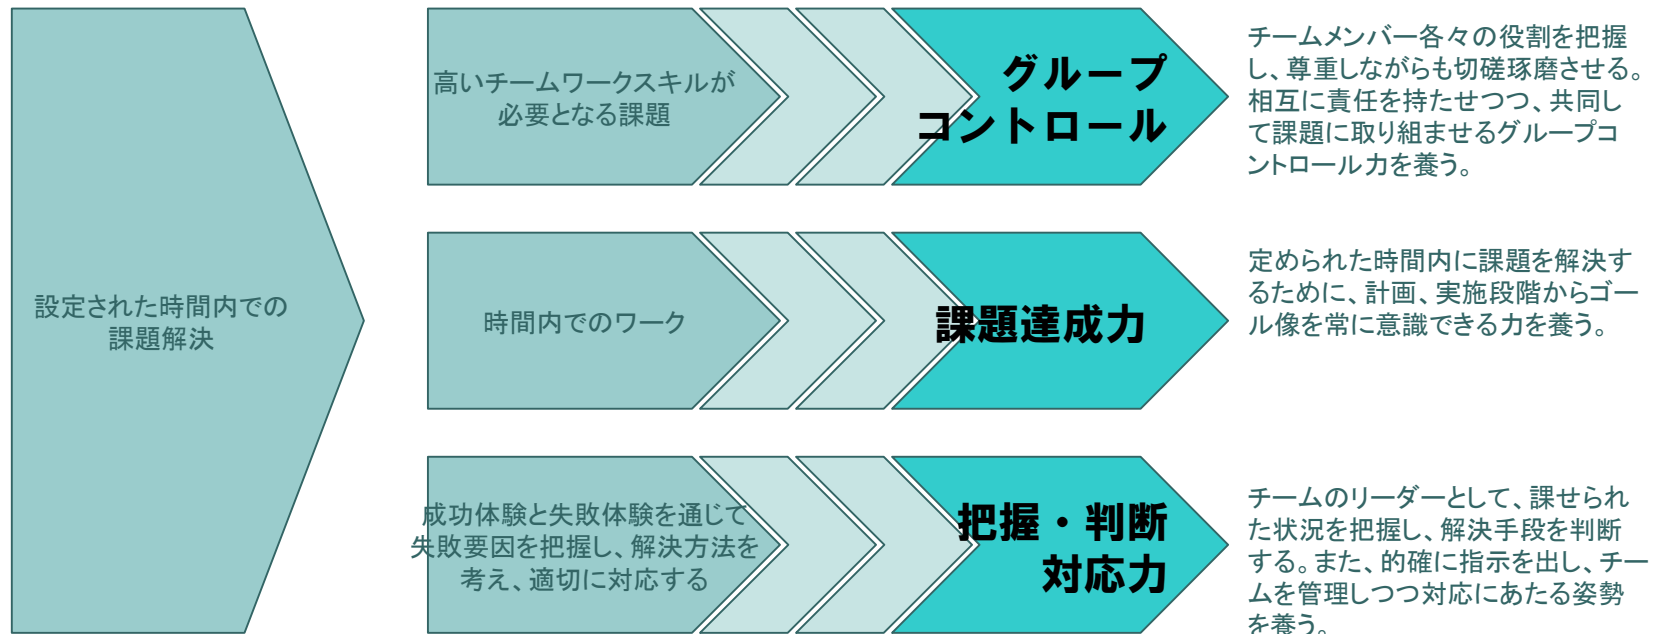 設定された時間内での
課題解決
高いチームワークスキルが
必要となる課題
グループ
コントロール
チームメンバー各々の役割を把握
し、尊重しながらも切磋琢磨させる。
相互に責任を持たせつつ、共同し
て課題に取り組ませるグループコ
ントロール力を養う。
時間内でのワーク
課題達成力
定められた時間内に課題を解決す
るために、計画、実施段階からゴー
ル像を常に意識できる力を養う。
成功体験と失敗体験を通じて
失敗要因を把握し、解決方法を
考え、適切に対応する
把握・判断
対応力
チームのリーダーとして、課せられ
た状況を把握し、解決手段を判断
する。また、的確に指示を出し、チー
ムを管理しつつ対応にあたる姿勢
を養う。